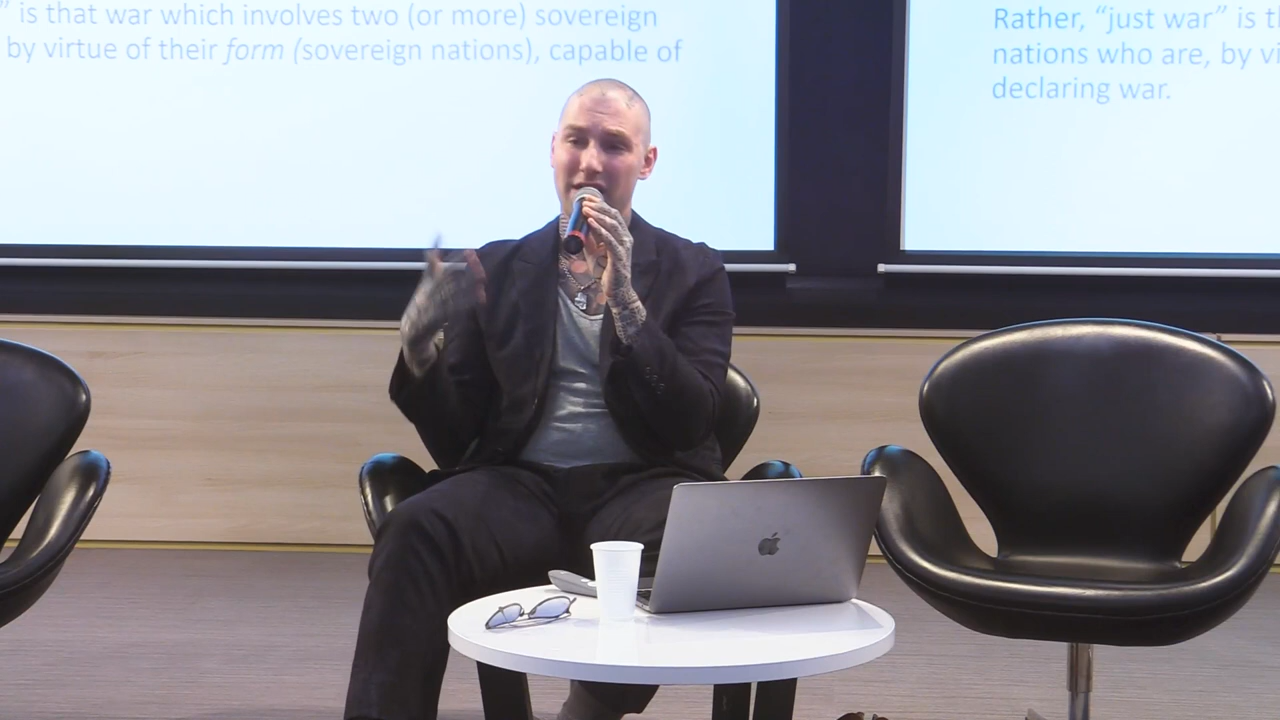 ” is that war which involves two (or more) sovereign
by virtue of their form (sovereign nations), capable of
Rather, “just war” is t
nations who are, by vi
declaring war.